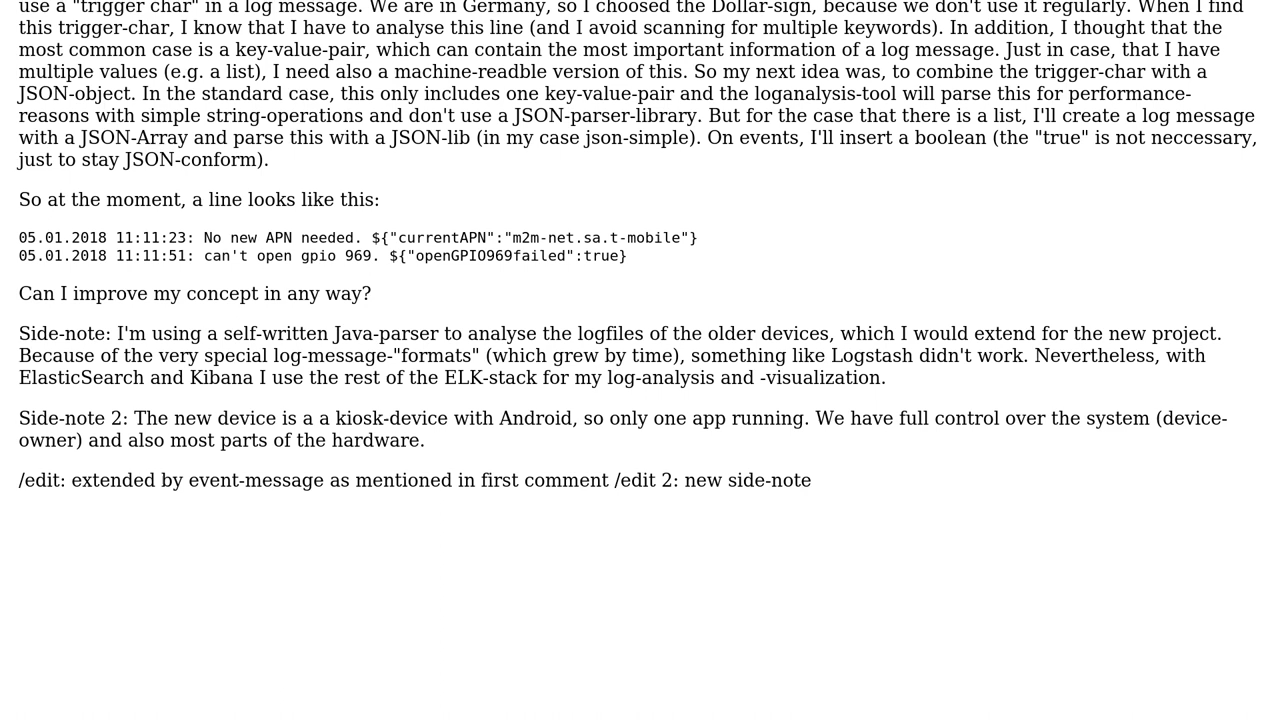 use a "trigger char" in a log message. We are in Germany, so I choosed the Dollar-sign, because we don't use it regularly. When I find
this trigger-char, I know that I have to analyse this line (and I avoid scanning for multiple keywords). In addition, I thought that the
most common case is a key-value-pair, which can contain the most important information of a log message. Just in case, that I have
multiple values (e.g. a list), I need also a machine-readble version of this. So my next idea was, to combine the trigger-char with a
JSON-object. In the standard case, this only includes one key-value-pair and the loganalysis-tool will parse this for performance-
reasons with simple string-operations and don't use a JSON-parser-library. But for the case that there is a list, I'll create a log message
with a JSON-Array and parse this with a JSON-lib (in my case json-simple). On events, I'll insert a boolean (the "true" is not neccessary,
just to stay JSON-conform).
So at the moment, a line looks like this:
05.01.2018 11:11:23: No new APN needed. ${"currentAPN":"m2m-net.sa.t-mobile"}
05.01.2018 11:11:51: can't open gpio 969. ${"openGPIO969failed":true}
Can I improve my concept in any way?
Side-note: I'm using a self-written Java-parser to analyse the logfiles of the older devices, which I would extend for the new project.
Because of the very special log-message-"formats" (which grew by time), something like Logstash didn't work. Nevertheless, with
ElasticSearch and Kibana I use the rest of the ELK-stack for my log-analysis and -visualization.
Side-note 2: The new device is a a kiosk-device with Android, so only one app running. We have full control over the system (device-
owner) and also most parts of the hardware.
/edit: extended by event-message as mentioned in first comment /edit 2: new side-note